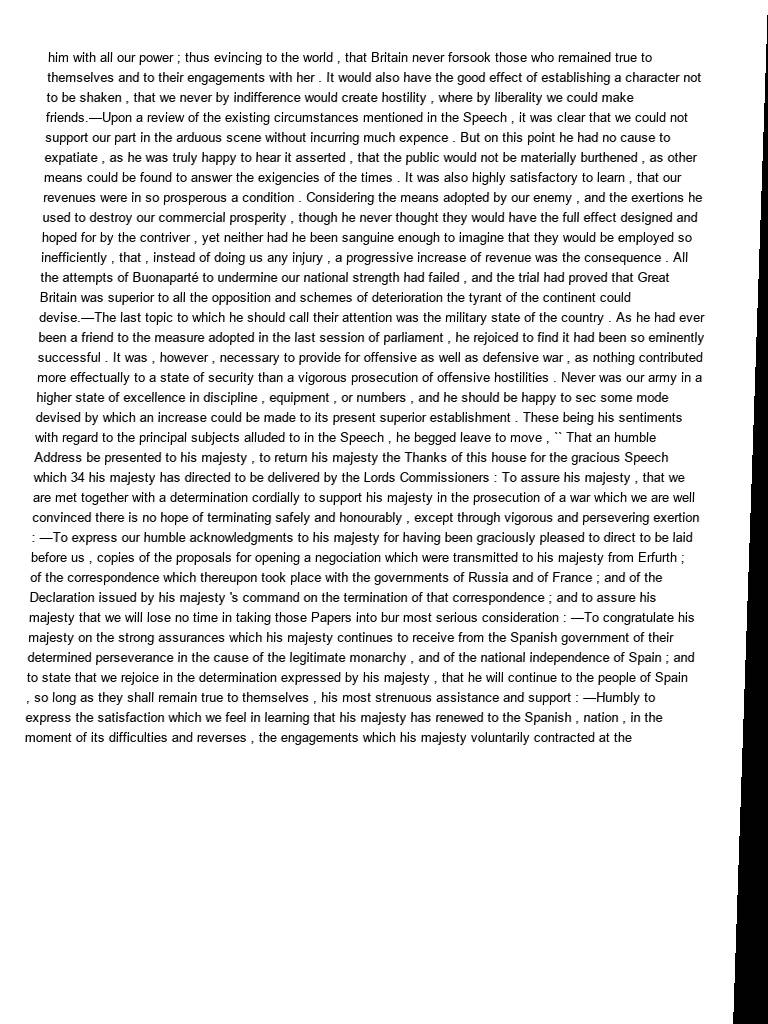 him with all our power ; thus evincing to the world , that Britain never forsook those who remained true to
themselves and to their engagements with her . It would also have the good effect of establishing a character not
to be shaken , that we never by indifference would create hostility , where by liberality we could make
friends.—Upon a review of the existing circumstances mentioned in the Speech , it was clear that we could not
support our part in the arduous scene without incurring much expence . But on this point he had no cause to
expatiate , as he was truly happy to hear it asserted , that the public would not be materially burthened , as other
means could be found to answer the exigencies of the times . It was also highly satisfactory to learn , that our
revenues were in so prosperous a condition . Considering the means adopted by our enemy , and the exertions he
used to destroy our commercial prosperity , though he never thought they would have the full effect designed and
hoped for by the contriver , yet neither had he been sanguine enough to imagine that they would be employed so
inefficiently , that , instead of doing us any injury , a progressive increase of revenue was the consequence . All
the attempts of Buonaparté to undermine our national strength had failed , and the trial had proved that Great
Britain was superior to all the opposition and schemes of deterioration the tyrant of the continent could
devise.—The last topic to which he should call their attention was the military state of the country . As he had ever
been a friend to the measure adopted in the last session of parliament , he rejoiced to find it had been so eminently
successful . It was , however , necessary to provide for offensive as well as defensive war , as nothing contributed
more effectually to a state of security than a vigorous prosecution of offensive hostilities . Never was our army in a
higher state of excellence in discipline , equipment , or numbers , and he should be happy to sec some mode
devised by which an increase could be made to its present superior establishment . These being his sentiments
with regard to the principal subjects alluded to in the Speech , he begged leave to move , `` That an humble
Address be presented to his majesty , to return his majesty the Thanks of this house for the gracious Speech
which 34 his majesty has directed to be delivered by the Lords Commissioners : To assure his majesty , that we
are met together with a determination cordially to support his majesty in the prosecution of a war which we are well
convinced there is no hope of terminating safely and honourably , except through vigorous and persevering exertion
: —To express our humble acknowledgments to his majesty for having been graciously pleased to direct to be laid
before us , copies of the proposals for opening a negociation which were transmitted to his majesty from Erfurth ;
of the correspondence which thereupon took place with the governments of Russia and of France ; and of the
Declaration issued by his majesty 's command on the termination of that correspondence ; and to assure his
majesty that we will lose no time in taking those Papers into bur most serious consideration : —To congratulate his
majesty on the strong assurances which his majesty continues to receive from the Spanish government of their
determined perseverance in the cause of the legitimate monarchy , and of the national independence of Spain ; and
to state that we rejoice in the determination expressed by his majesty , that he will continue to the people of Spain
, so long as they shall remain true to themselves , his most strenuous assistance and support : —Humbly to
express the satisfaction which we feel in learning that his majesty has renewed to the Spanish , nation , in the
moment of its difficulties and reverses , the engagements which his majesty voluntarily contracted at the